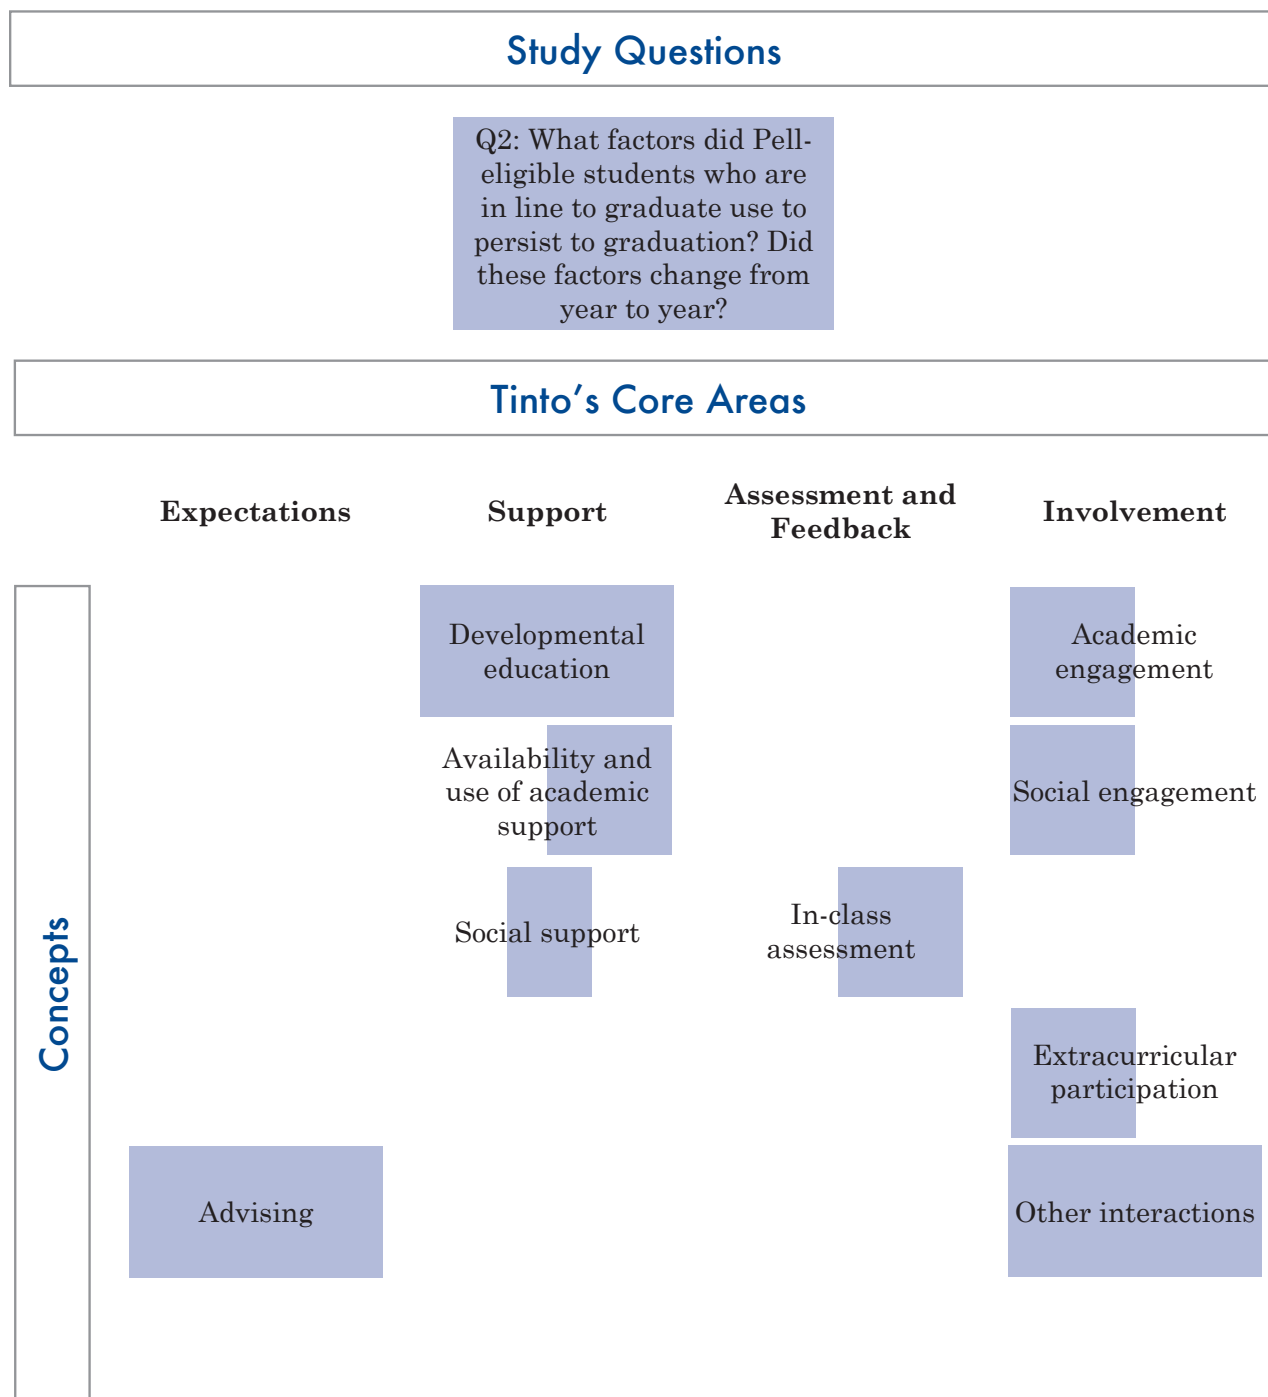 Study Questions
Q2: What factors did Pell-
eligible students who are
in line to graduate use to
persist to graduation? Did
these factors change from
year to year?
Tinto's Core Areas
Expectations
Support
Assessment and
Feedback
Involvement
Concepts
Developmental
education
Academic
engagement
Availability and
use of academic
support
Social engagement
Social support
In-class
assessment
Extracurricular
participation
Advising
Other interactions